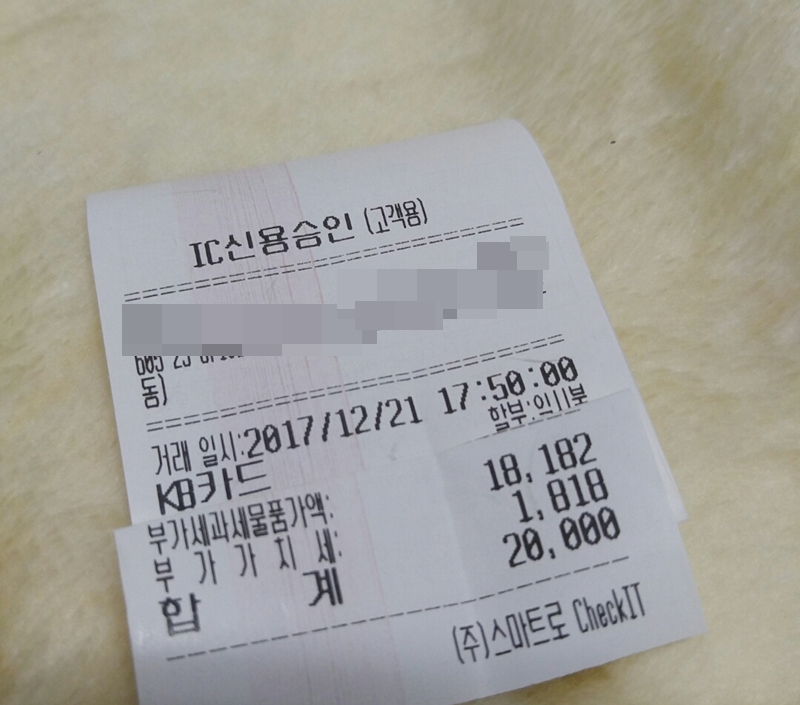 IC신용승인 (고객용)
동)
거래 일시:2017/12/21 17:50:00
할부:일시불
KB카드
부가세과세물품가액: 18,182
부 가 가 치 세: 1,818
합 계 20,000
(주)스마트로 CheckIT